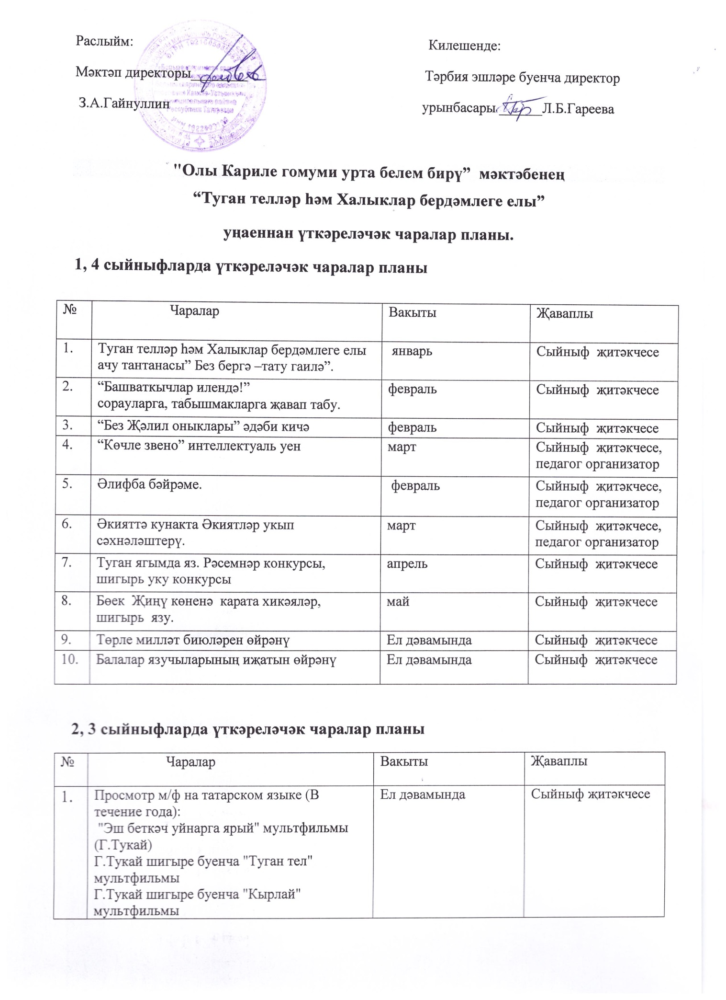 Раслыйм:
Килешенде:
Мәктәп директоры
Тәрбия эшләре буенча директор
З.А.Гайнуллин
урынбасары______Л.Б.Гареева
"Олы Кариле гомуми урта белем бирү” мәктәбенең
“Туган телләр һәм Халыклар бердәмлеге елы”
уңаеннан үткәреләчәк чаралар планы.
1, 4 сыйныфларда үткәреләчәк чаралар планы
№ Чаралар Вакыты Җаваплы
1. Туган телләр һәм Халыклар бердәмлеге елы январь Сыйныф җитәкчесе
ачу тантанасы” Без бергә –тату гаилә”.
2. “Башваткычлар илендә!” февраль Сыйныф җитәкчесе
сорауларга, табышмакларга җавап табу.
3. “Без Җәлил оныклары” әдәби кичә февраль Сыйныф җитәкчесе
4. “Көчле звено” интеллектуаль уен март Сыйныф җитәкчесе,
педагог организатор
5. Әлифба бәйрәме. февраль Сыйныф җитәкчесе,
педагог организатор
6. Әкияттә кунакта Әкиятләр укып март Сыйныф җитәкчесе,
сәхнәләштерү. педагог организатор
7. Туган ягымда яз. Рәсемнәр конкурсы, апрель Сыйныф җитәкчесе
шигырь уку конкурсы
8. Бөек Җиңү көненә карата хикәяләр, май Сыйныф җитәкчесе
шигырь язу.
9. Төрле милләт биюләрен өйрәнү Ел дәвамында Сыйныф җитәкчесе
10. Балалар язучыларының иҗатын өйрәнү Ел дәвамында Сыйныф җитәкчесе
2, 3 сыйныфларда үткәреләчәк чаралар планы
№ Чаралар Вакыты Җаваплы
1. Просмотр м/ф на татарском языке (В Ел дәвамында Сыйныф җитәкчесе
течение года):
"Эш беткәч уйнарга ярый" мультфильмы
(Г.Тукай)
Г.Тукай шигыре буенча "Туган тел"
мультфильмы
Г.Тукай шигыре буенча "Кырлай"
мультфильмы